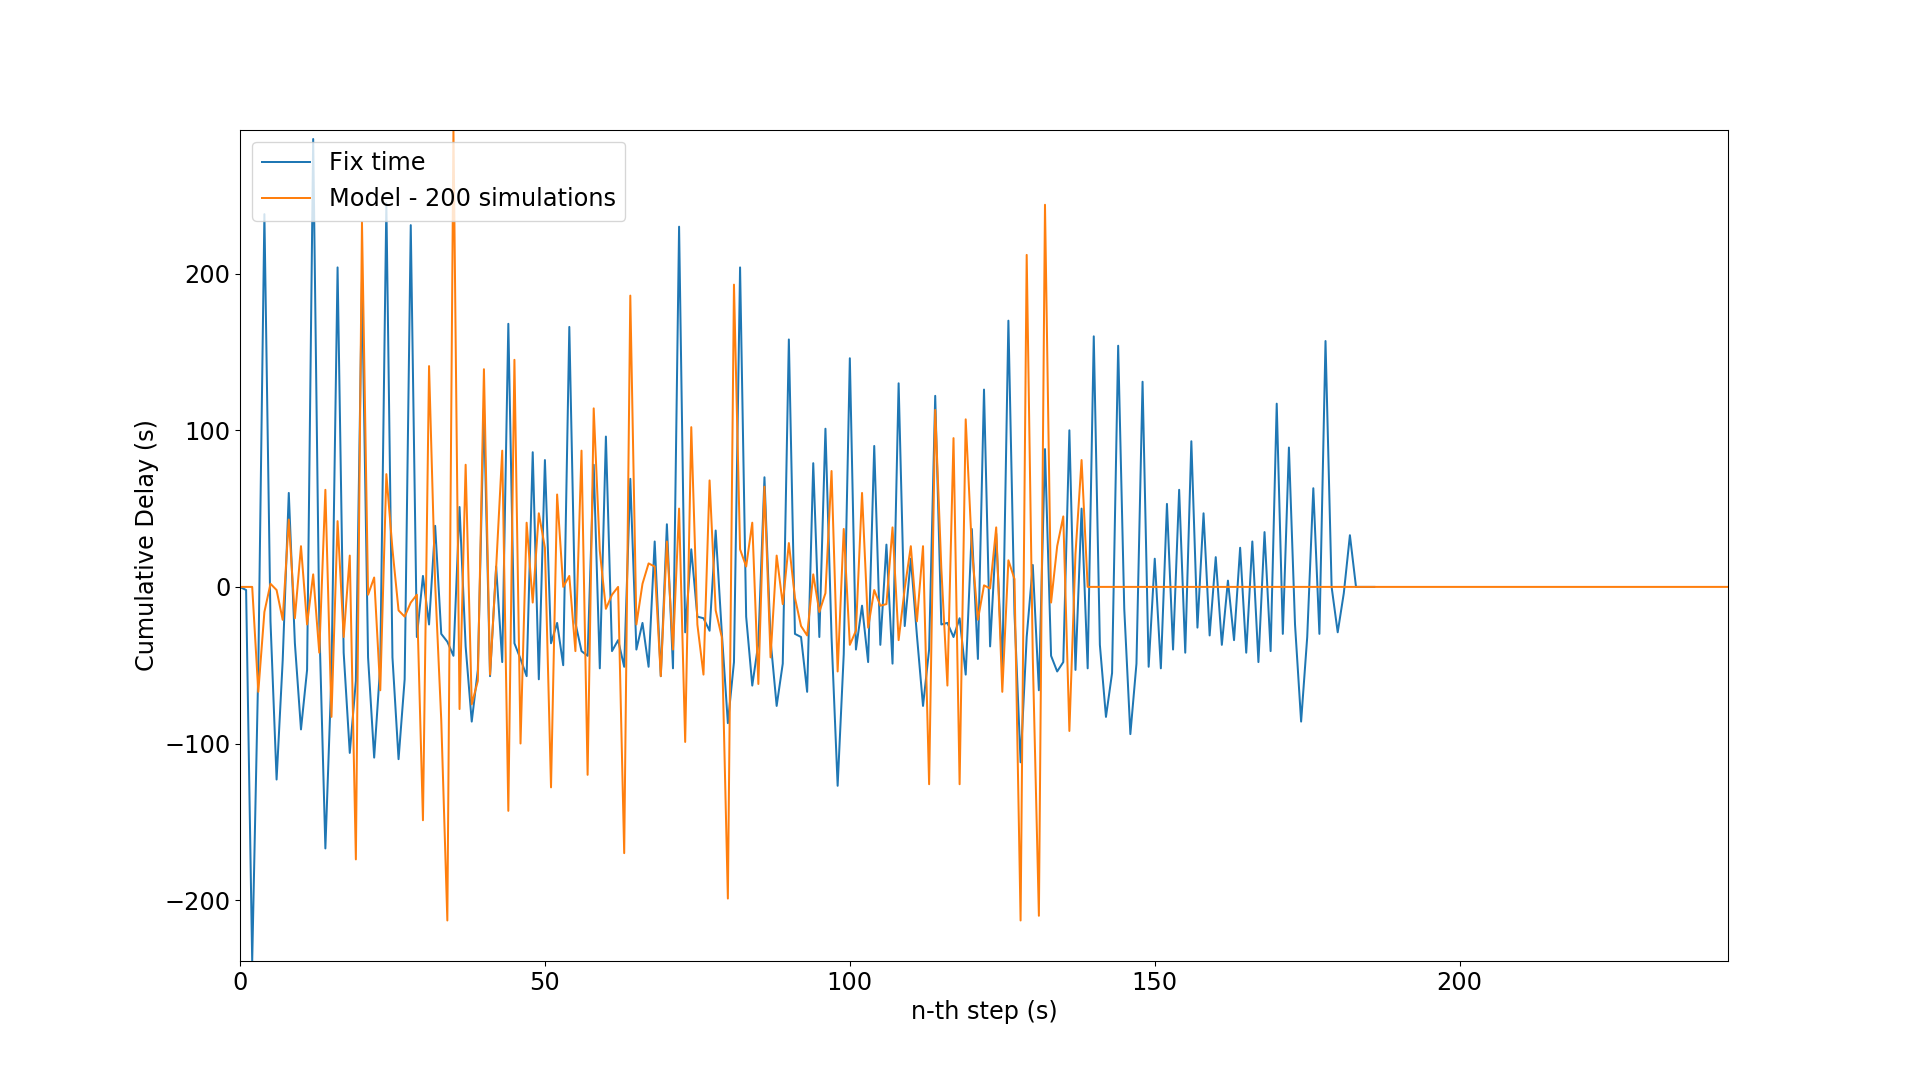 Fix time
Model - 200 simulations
200
100
0
−100
−200
Cumulative Delay (s)
0 50 100 150 200
n-th step (s)